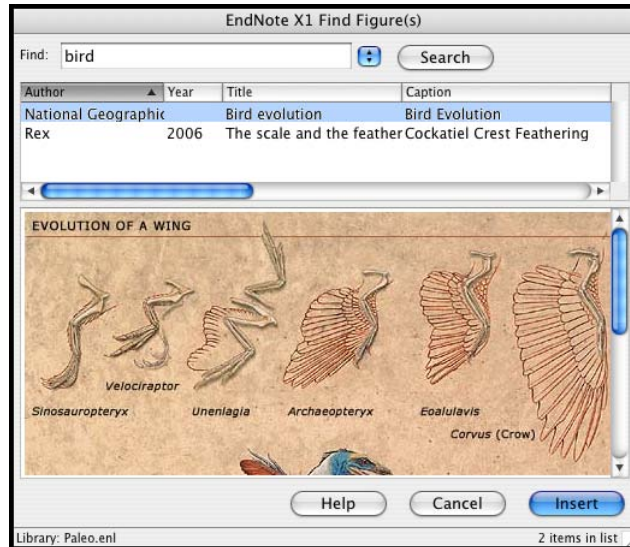 EndNote X1 Find Figure(s)
Find: bird Search
Author Year Title Caption
National Geographic Bird evolution Bird Evolution
Rex 2006 The scale and the feather Cockatiel Crest Feathering
EVOLUTION OF A WING
Velociraptor
Sinosauropteryx Unenlagia Archaeopteryx Eoalulavis
Corvus (Crow)
Help Cancel Insert
Library: Paleo.enl 2 items in list